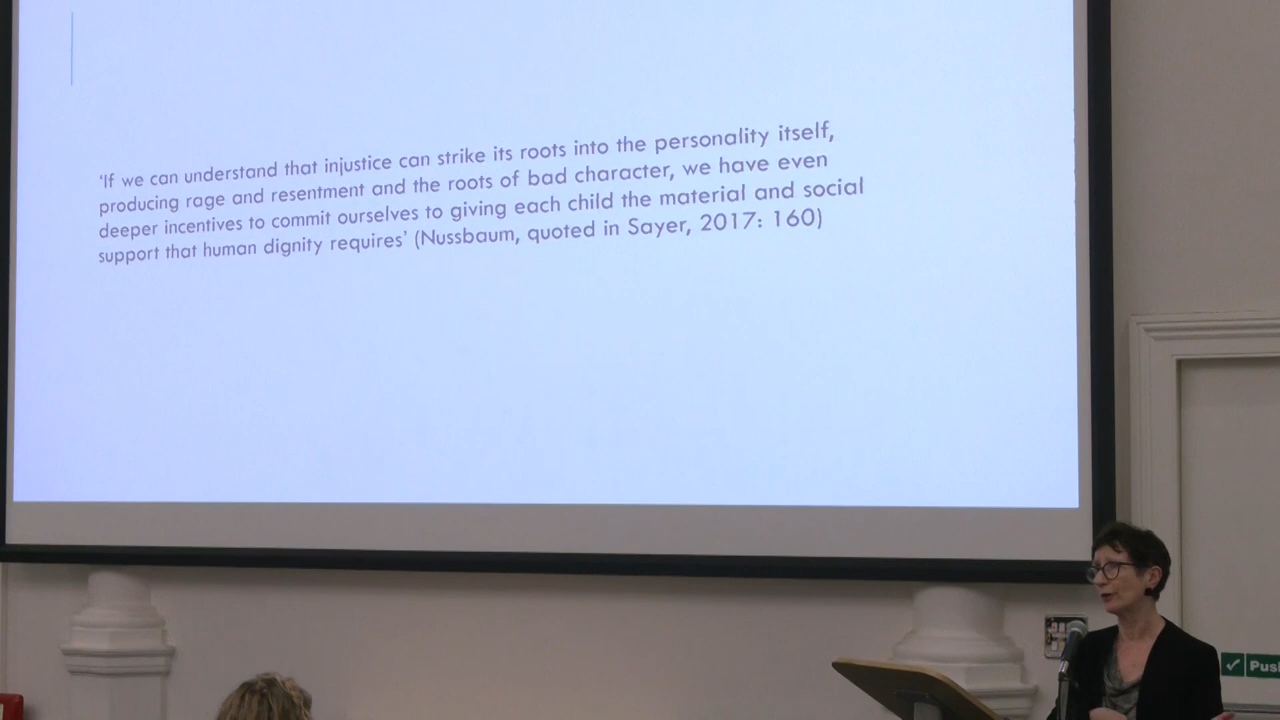 ‘If we can understand that injustice can strike its roots into the personality itself,
producing rage and resentment and the roots of bad character, we have even
deeper incentives to commit ourselves to giving each child the material and social
support that human dignity requires’ (Nussbaum, quoted in Sayer, 2017: 160)